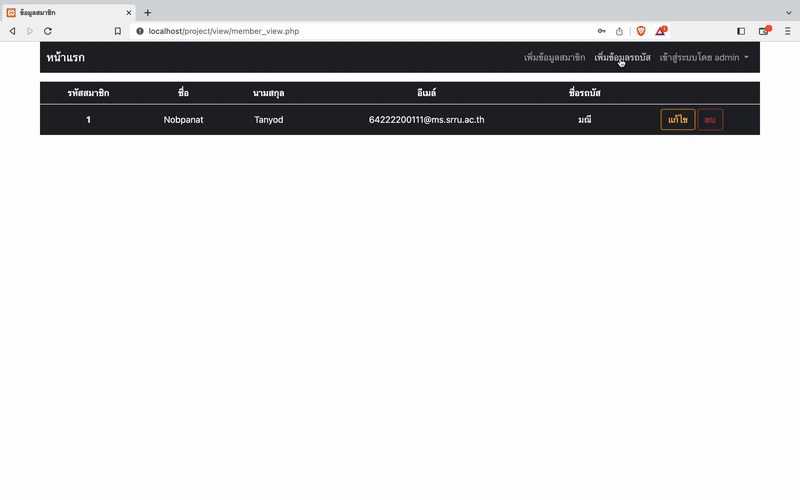 ข้อมูลสมาชิก
localhost/project/view/member_view.php
หน้าแรก เพิ่มข้อมูลสมาชิก เพิ่มข้อมูลรถบัส เข้าสู่ระบบโดย admin
รหัสสมาชิก ชื่อ นามสกุล อีเมล์ ชื่อรถบัส
1 Nobpanat Tanyod 64222200111@ms.srru.ac.th มณี แก้ไข ลบ